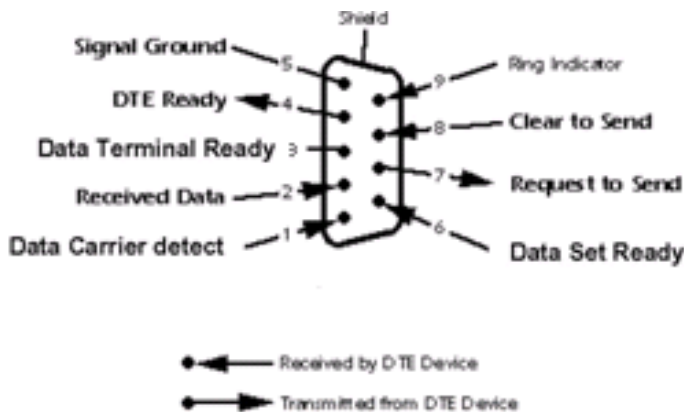 Shield
Signal Ground 5
9 Ring Indicator
DTE Ready 4
8 Clear to Send
Data Terminal Ready 3
7 Request to Send
Received Data 2
6 Data Set Ready
Data Carrier detect 1
Received by DTE Device
Transmitted from DTE Device